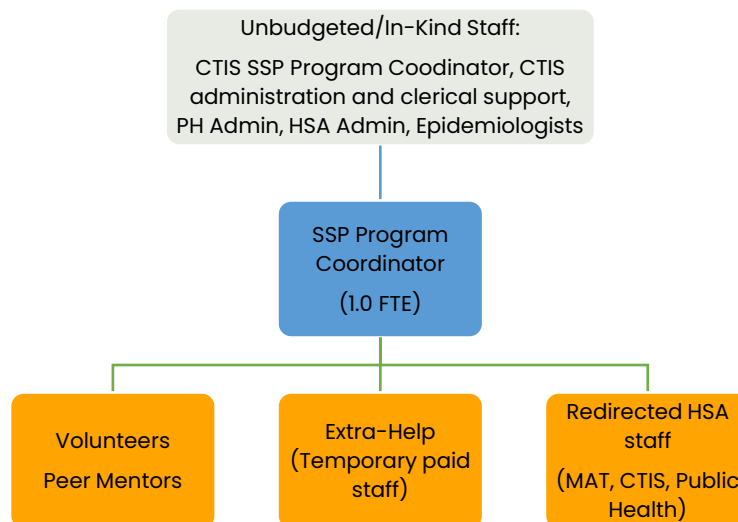 Unbudgeted/In-Kind Staff:
CTIS SSP Program Coodinator, CTIS
administration and clerical support,
PH Admin, HSA Admin, Epidemiologists
SSP Program
Coordinator
(1.0 FTE)
Volunteers
Peer Mentors
Extra-Help
(Temporary paid
staff)
Redirected HSA
staff
(MAT, CTIS, Public
Health)